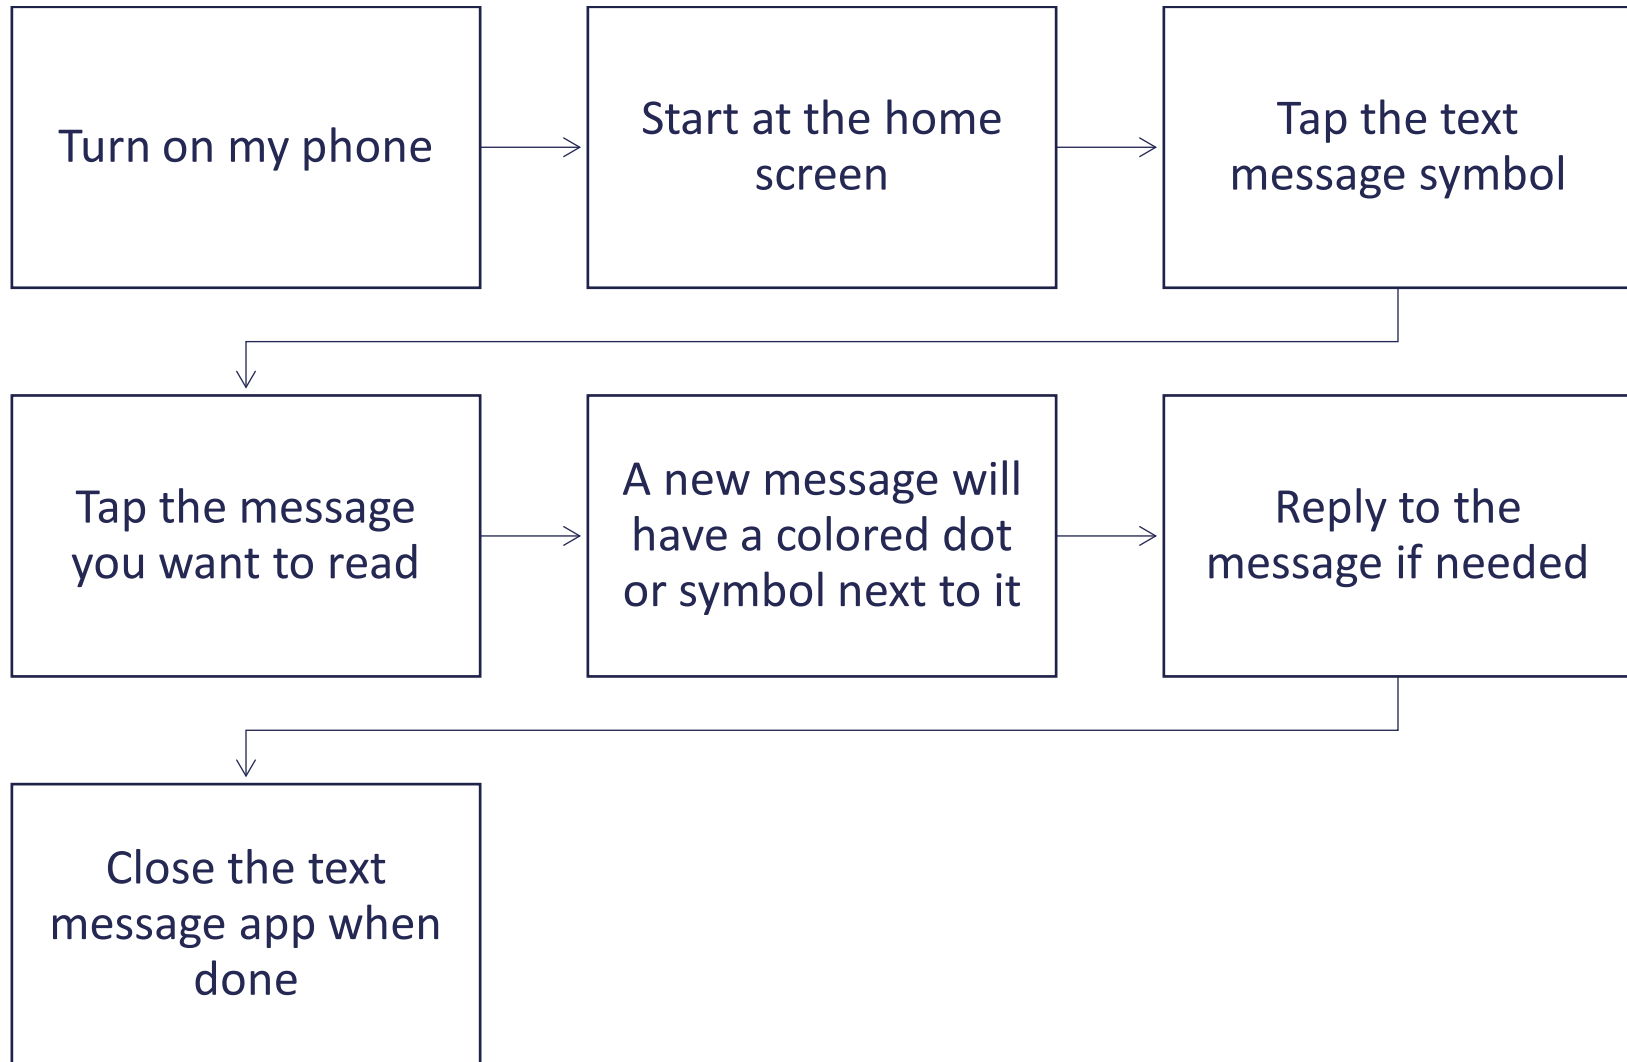 Turn on my phone
Start at the home
screen
Tap the text
message symbol
Tap the message
you want to read
A new message will
have a colored dot
or symbol next to it
Reply to the
message if needed
Close the text
message app when
done